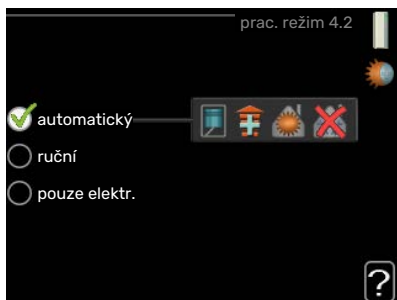 prac. režim 4.2
automatický
ruční
pouze elektr.
?